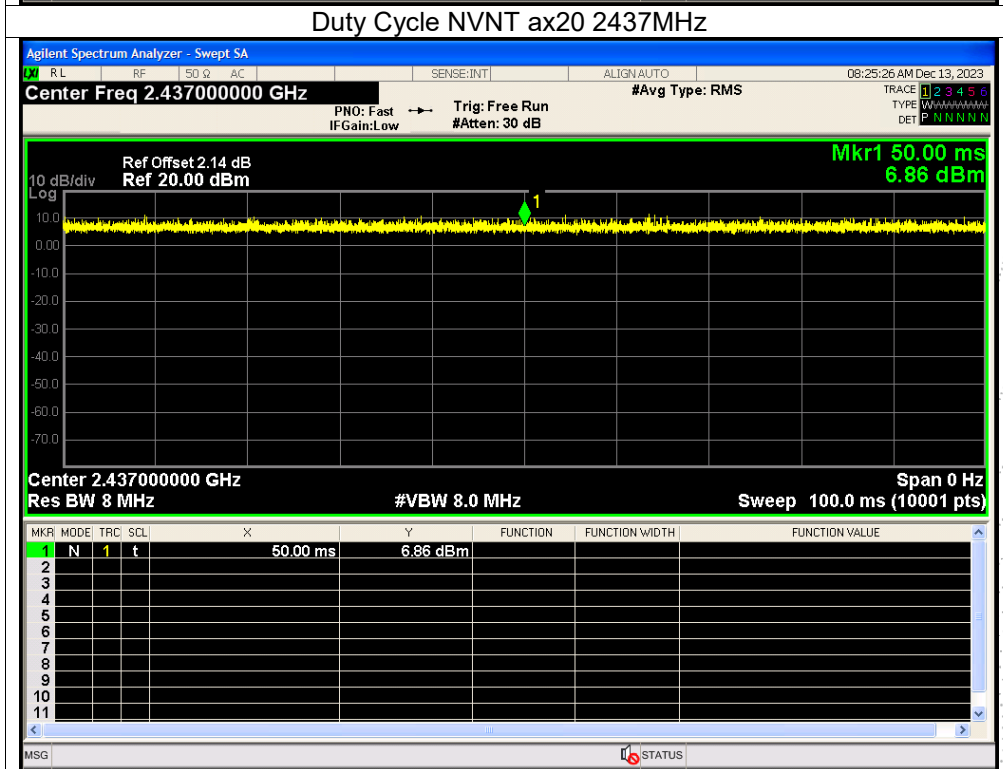 Duty Cycle NVNT ax20 2437MHz
Agilent Spectrum Analyzer - Swept SA
LXI RL RF 50 Ω AC SENSE:INT ALIGN AUTO 08:25:26 AM Dec 13, 2023
Center Freq 2.437000000 GHz #Avg Type: RMS TRACE 1 2 3 4 5 6
PNO: Fast Trig: Free Run TYPE WWWWWW
IFGain:Low #Atten: 30 dB DET P N N N N N
Mkr1 50.00 ms
Ref Offset 2.14 dB
10 dB/div Ref 20.00 dBm 6.86 dBm
Log
1
10.0
0.00
-10.0
-20.0
-30.0
-40.0
-50.0
-60.0
-70.0
Center 2.437000000 GHz Span 0 Hz
Res BW 8 MHz #VBW 8.0 MHz Sweep 100.0 ms (10001 pts)
MKR MODE TRC SCL X Y FUNCTION FUNCTION WIDTH FUNCTION VALUE
1 N 1 t 50.00 ms 6.86 dBm
2
3
4
5
6
7
8
9
10
11
MSG STATUS